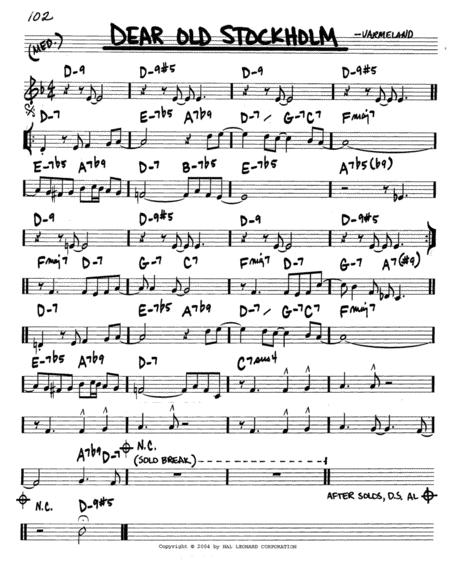 102
(MED.) DEAR OLD STOCKHOLM -VARMELAND
D-9 D-9#5 D-9 D-9#5
D-7 E-7b5 A7b9 D-7 / G-7 C7 Fmaj7
E-7b5 A7b9 D-7 B-7b5 E-7b5 A7b5(b9)
D-9 D-9#5 D-9 D-9#5
Fmaj7 D-7 G-7 C7 Fmaj7 D-7 G-7 A7(#9)
D-7 E-7b5 A7b9 D-7 / G-7 C7 Fmaj7
E-7b5 A7b9 D-7 C7sus4
A7b9 D-7 N.C.
(SOLO BREAK)
AFTER SOLOS, D.S. AL
N.C. D-9#5
Copyright © 2004 by HAL LEONARD CORPORATION